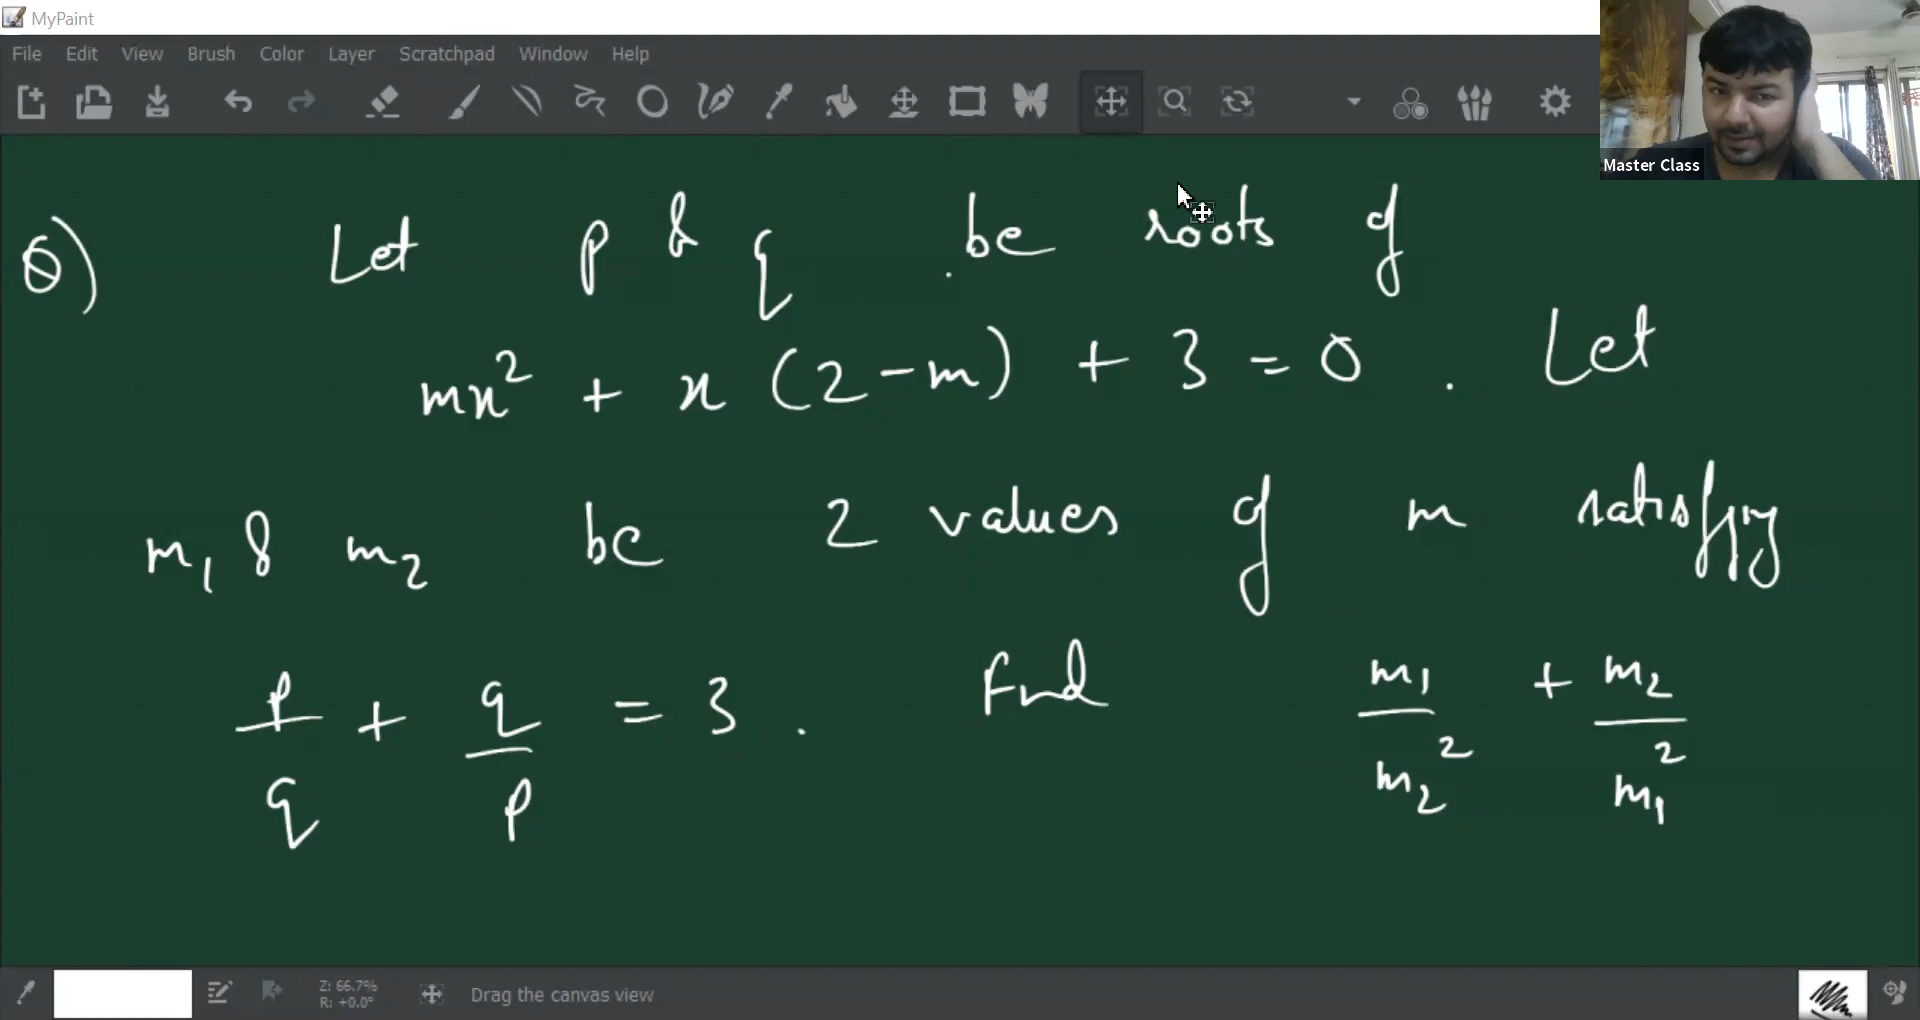 MyPaint
File Edit View Brush Color Layer Scratchpad Window Help
Master Class
Q) Let p & q be roots of
mx² + x (2-m) + 3 = 0 . Let
m₁ & m₂ be 2 values of m satisfying
p/q + q/p = 3 . Find m₁/m₂² + m₂/m₁²
Z: 66.7%
R: +0.0°
Drag the canvas view